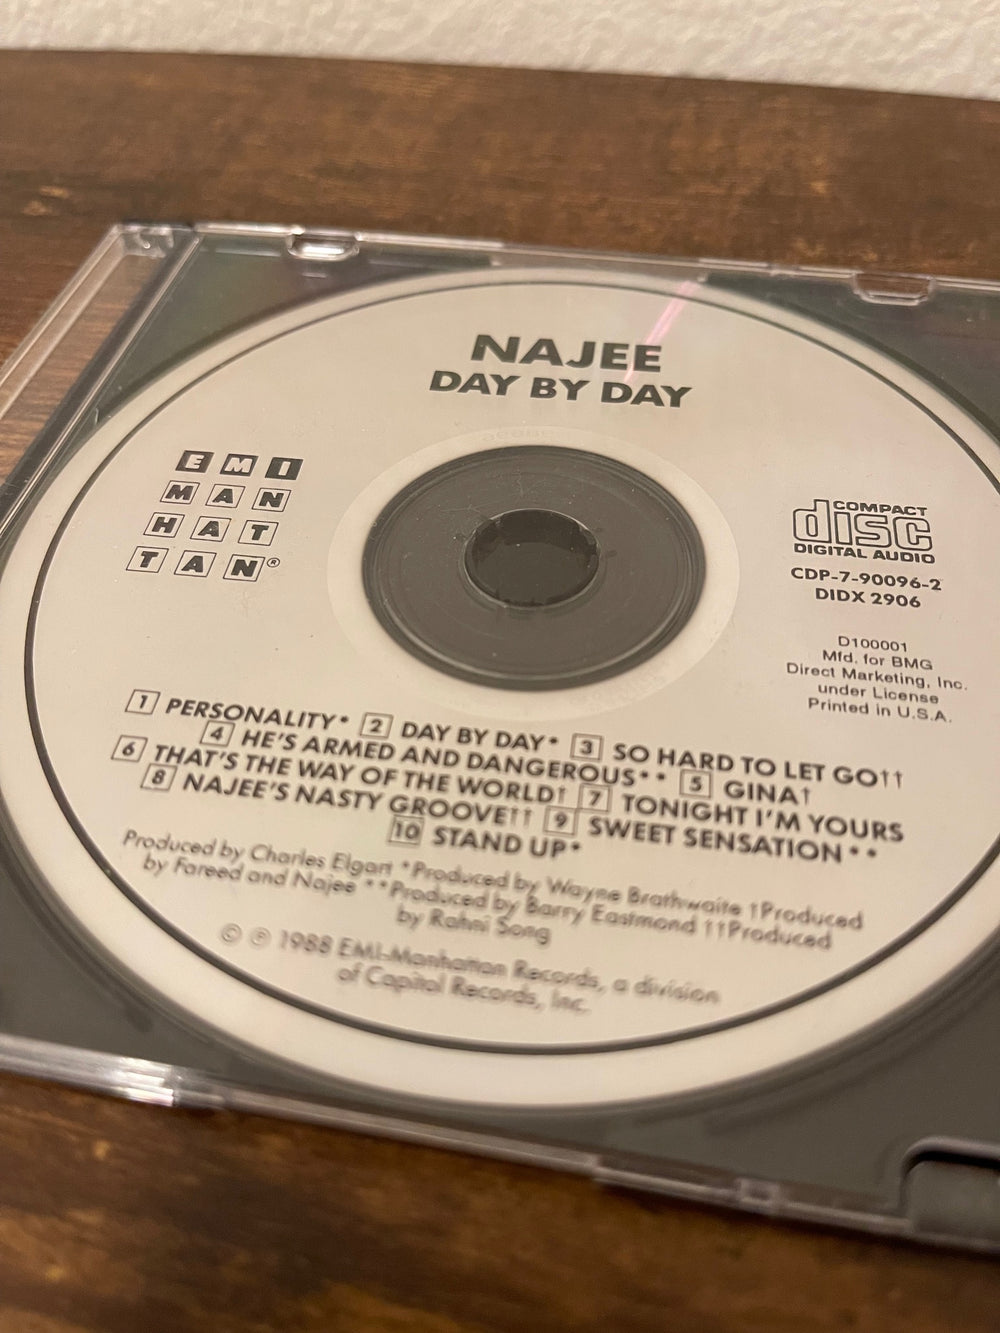 NAJEE
DAY BY DAY
EMI
MAN
HAT
TAN®
COMPACT
disc
DIGITAL AUDIO
CDP-7-90096-2
DIDX 2906
D100001
Mfd. for BMG
Direct Marketing, Inc.
under License
Printed in U.S.A.
1 PERSONALITY* 2 DAY BY DAY* 3 SO HARD TO LET GO††
4 HE'S ARMED AND DANGEROUS** 5 GINA†
6 THAT'S THE WAY OF THE WORLD† 7 TONIGHT I'M YOURS
8 NAJEE'S NASTY GROOVE†† 9 SWEET SENSATION**
10 STAND UP*
Produced by Charles Elgart *Produced by Wayne Brathwaite †Produced
by Fareed and Najee **Produced by Barry Eastmond ††Produced
by Rahni Song
© ℗ 1988 EMI-Manhattan Records, a division
of Capitol Records, Inc.